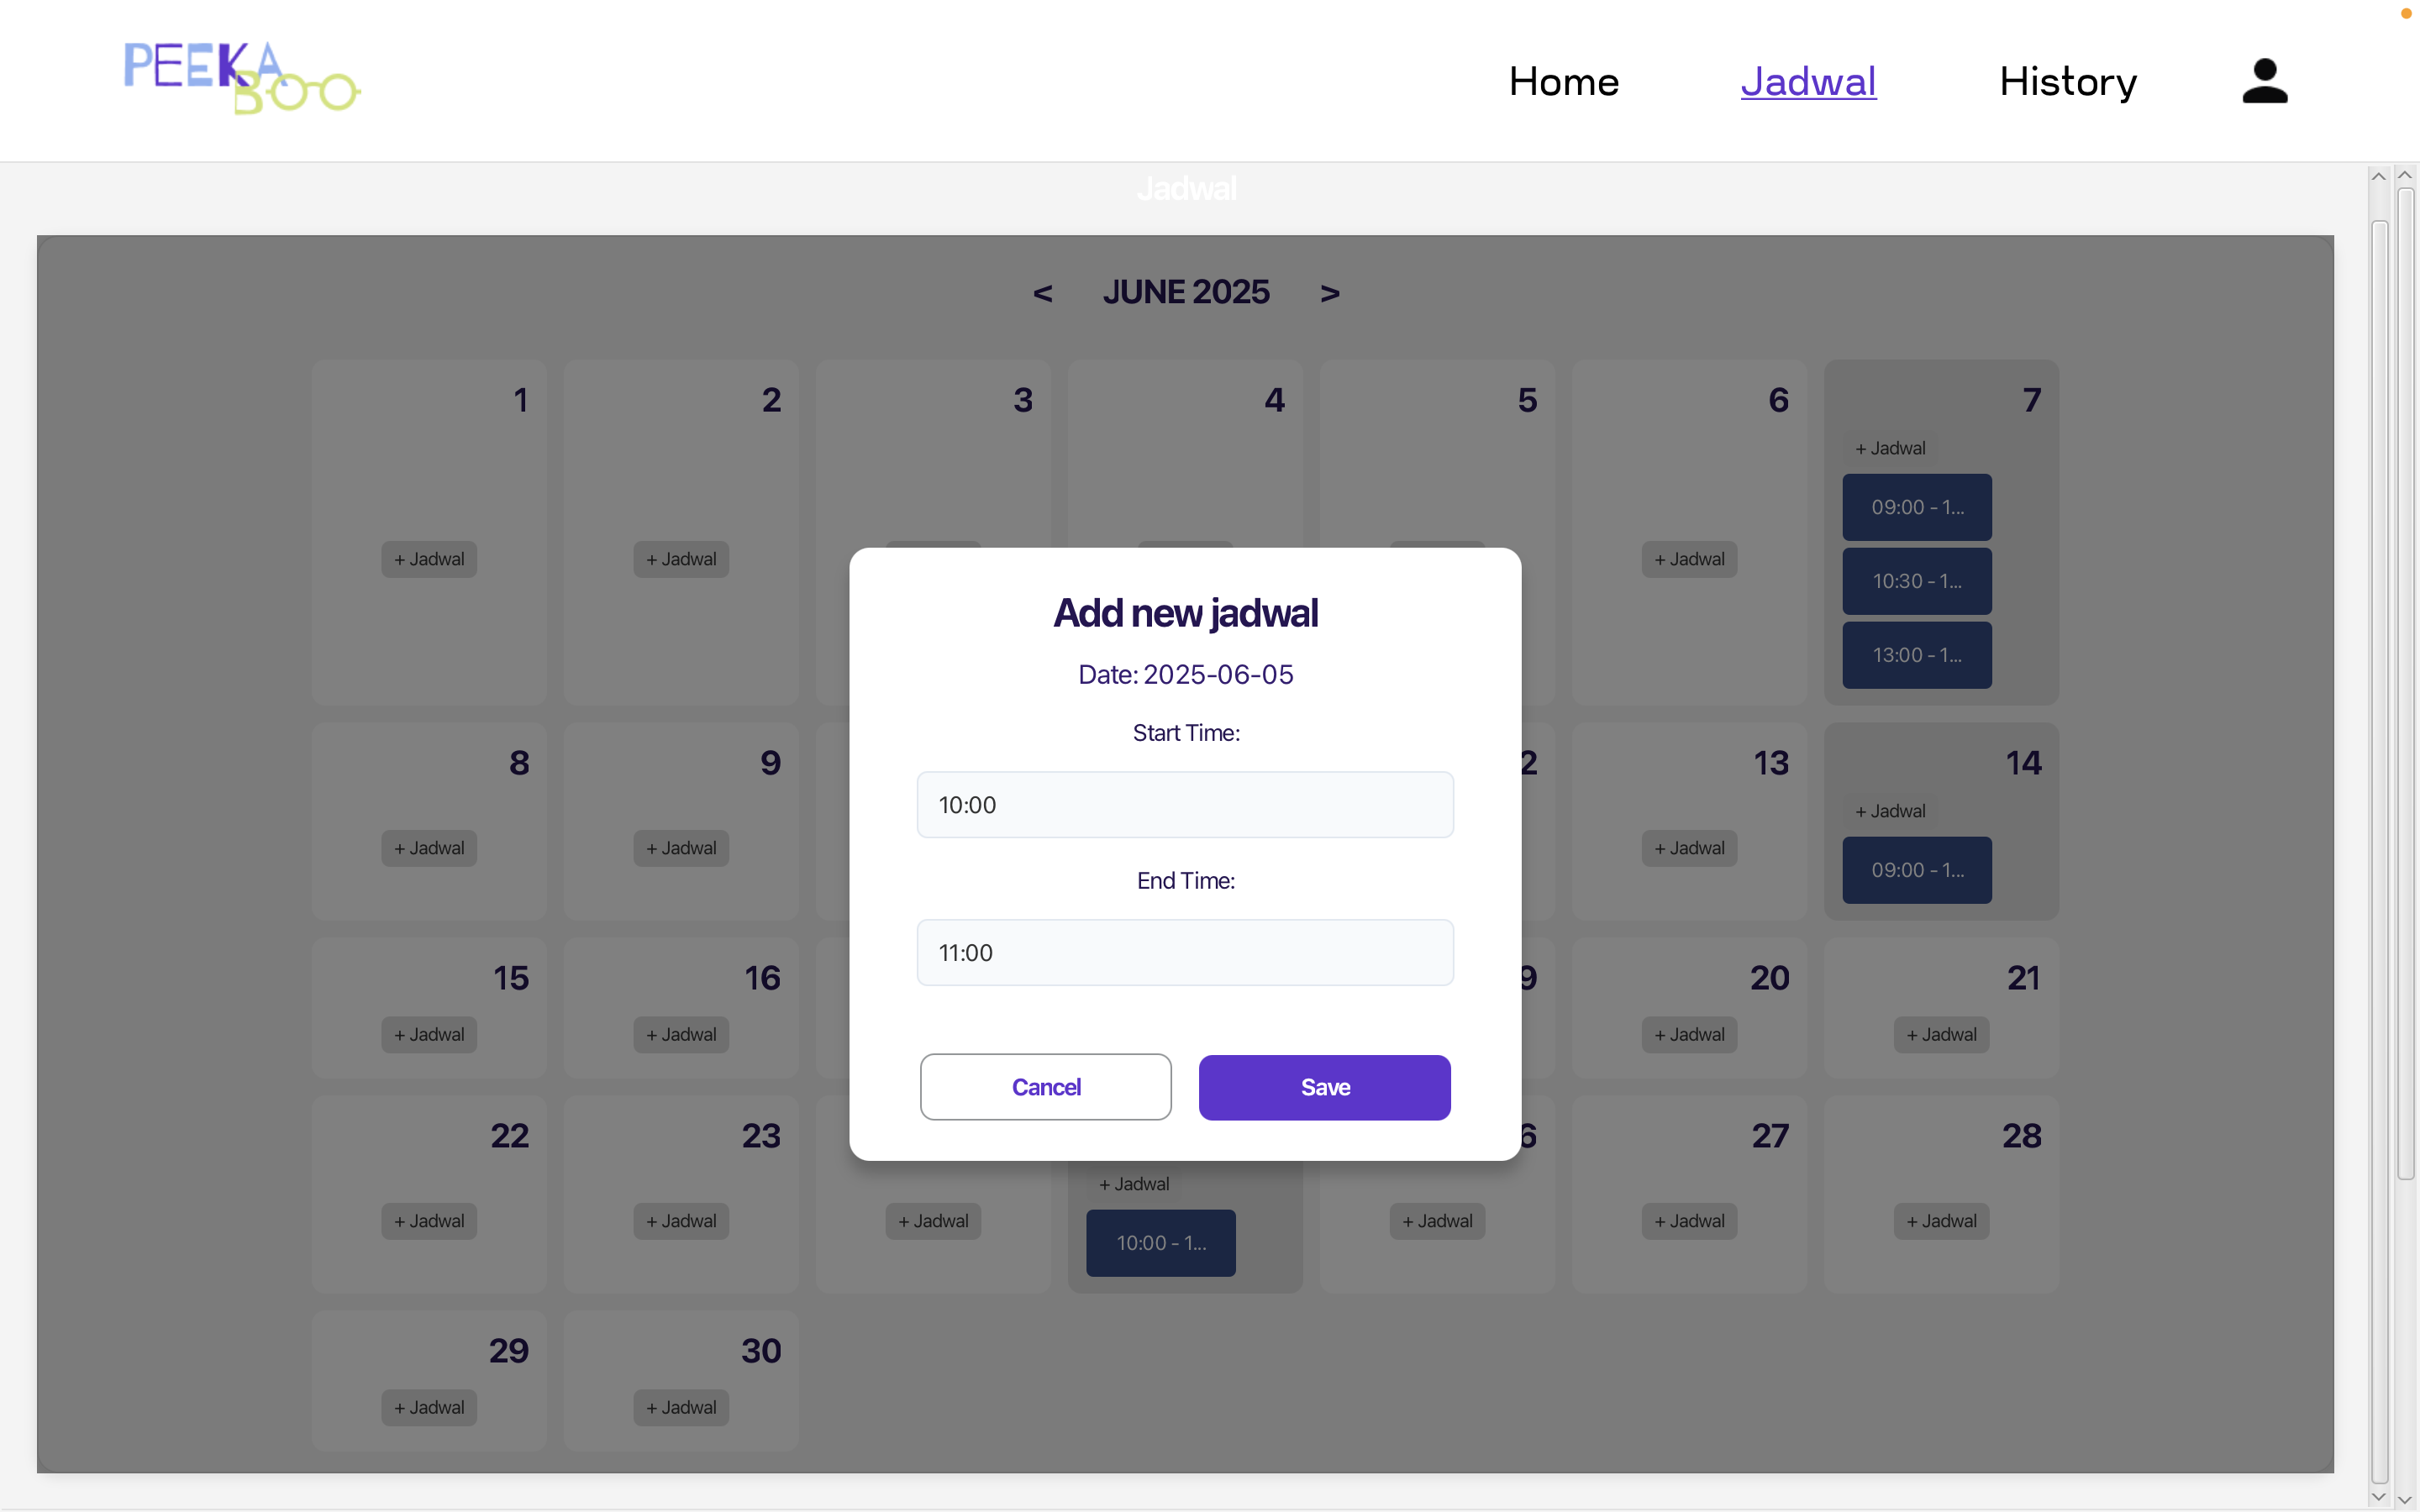 PEEKA
BOO
Home Jadwal History
Jadwal
< JUNE 2025 >
1 2 3 4 5 6 7
+ Jadwal
09:00 - 1...
10:30 - 1...
13:00 - 1...
+ Jadwal + Jadwal + Jadwal
Add new jadwal
Date: 2025-06-05
Start Time:
10:00
End Time:
11:00
Cancel Save
8 9 2 13 14
+ Jadwal
09:00 - 1...
+ Jadwal + Jadwal + Jadwal
15 16 9 20 21
+ Jadwal + Jadwal + Jadwal + Jadwal
22 23 6 27 28
+ Jadwal
10:00 - 1...
+ Jadwal + Jadwal + Jadwal + Jadwal + Jadwal + Jadwal
29 30
+ Jadwal + Jadwal